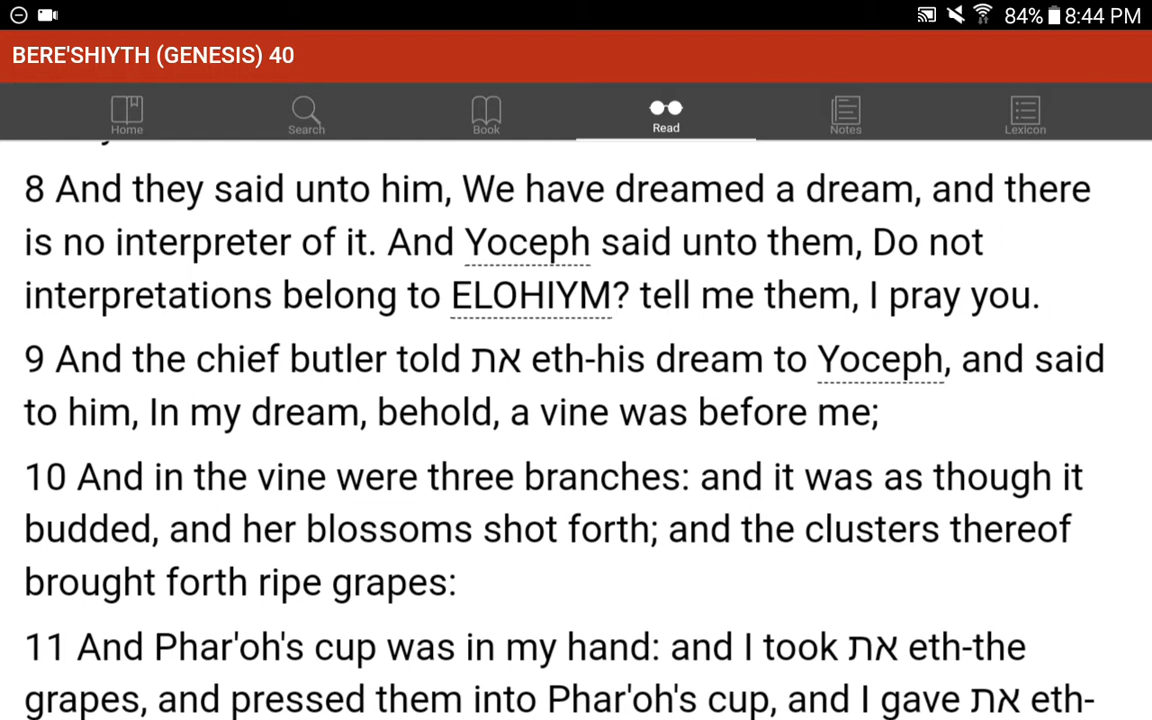 84% 8:44 PM
BERE'SHIYTH (GENESIS) 40
Home Search Book Read Notes Lexicon
8 And they said unto him, We have dreamed a dream, and there
is no interpreter of it. And Yoceph said unto them, Do not
interpretations belong to ELOHIYM? tell me them, I pray you.
9 And the chief butler told את eth-his dream to Yoceph, and said
to him, In my dream, behold, a vine was before me;
10 And in the vine were three branches: and it was as though it
budded, and her blossoms shot forth; and the clusters thereof
brought forth ripe grapes:
11 And Phar'oh's cup was in my hand: and I took את eth-the
grapes, and pressed them into Phar'oh's cup, and I gave את eth-